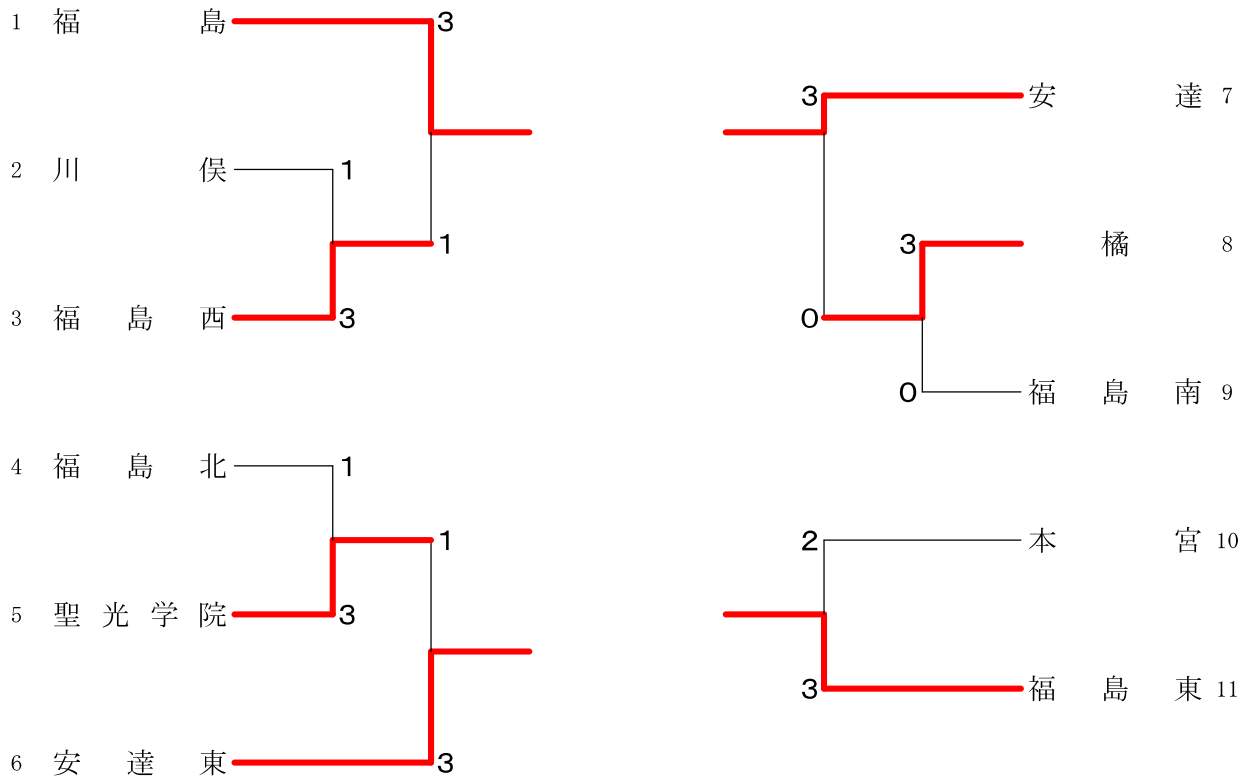 1 福島 3
2 川俣 1
1
3 福島西 3
4 福島北 1
1
5 聖光学院 3
6 安達東 3
3 安達 7
3 橘 8
0
0 福島南 9
2 本宮 10
3 福島東 11